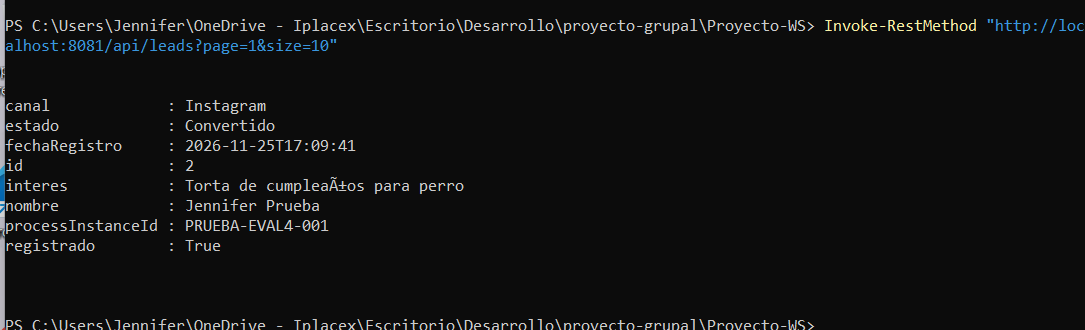 PS C:\Users\Jennifer\OneDrive - Iplacex\Escritorio\Desarrollo\proyecto-grupal\Proyecto-WS> Invoke-RestMethod "http://loc
alhost:8081/api/leads?page=1&size=10"
canal : Instagram
estado : Convertido
fechaRegistro : 2026-11-25T17:09:41
id : 2
interes : Torta de cumpleaÃ±os para perro
nombre : Jennifer Prueba
processInstanceId : PRUEBA-EVAL4-001
registrado : True
PS C:\Users\Jennifer\OneDrive - Iplacex\Escritorio\Desarrollo\proyecto-grupal\Proyecto-WS>